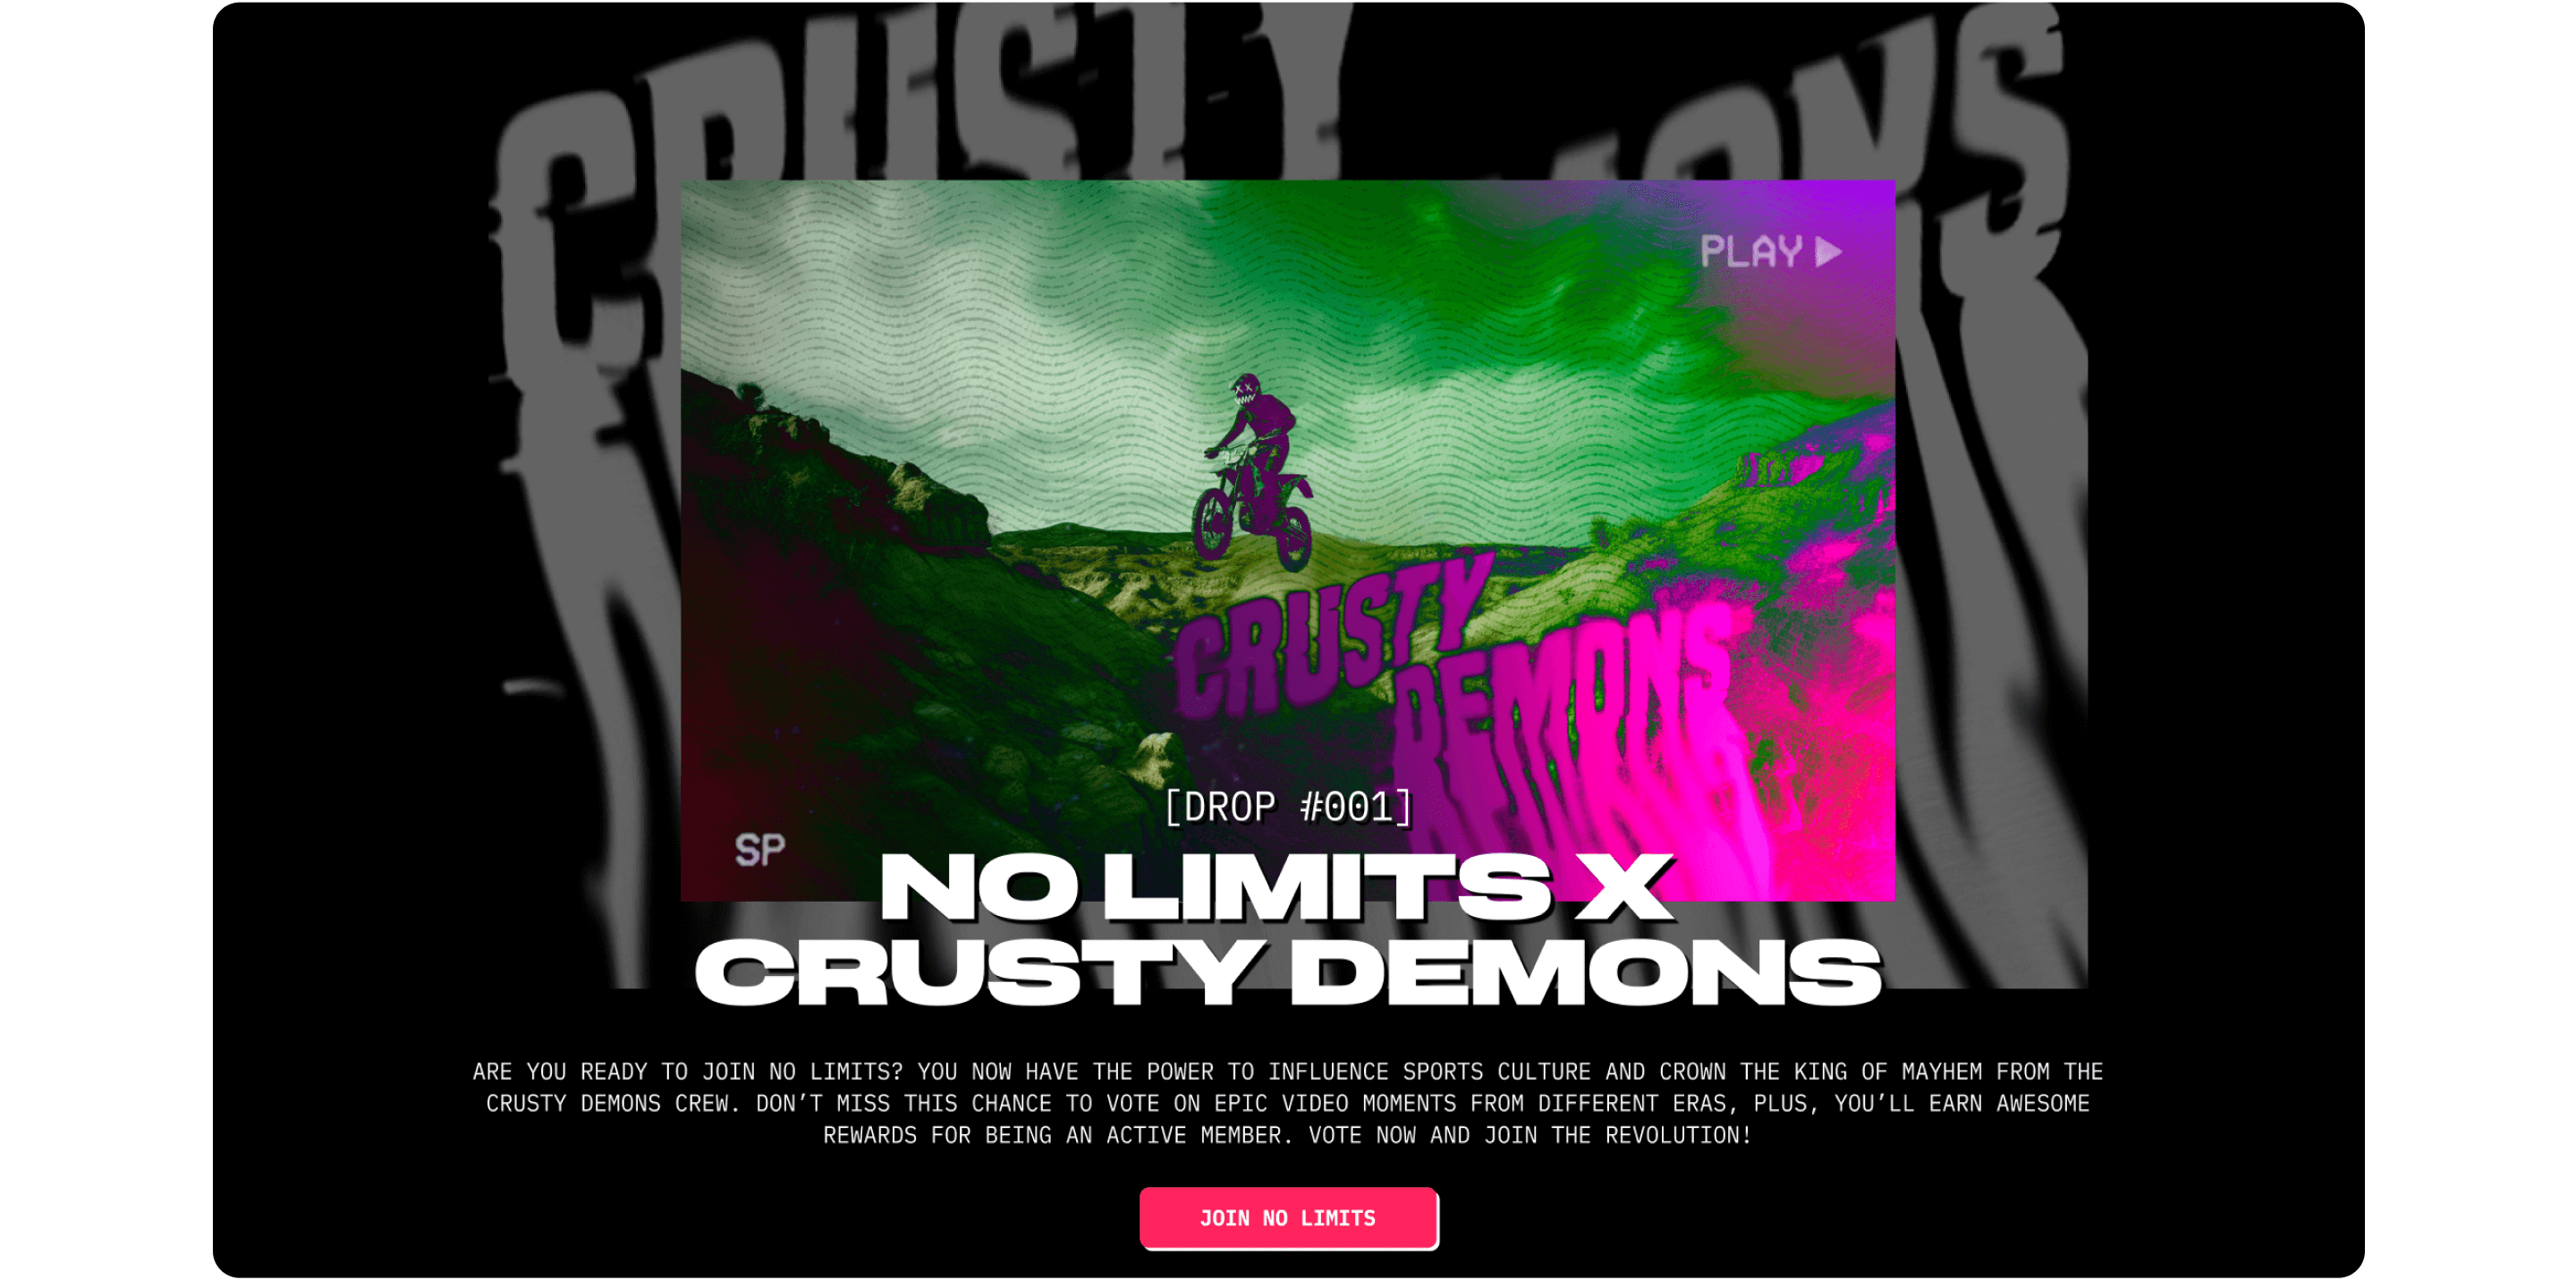 CRUSTY
DEMONS
PLAY
CRUSTY
DEMONS
[DROP #001]
SP
NO LIMITS X
CRUSTY DEMONS
ARE YOU READY TO JOIN NO LIMITS? YOU NOW HAVE THE POWER TO INFLUENCE SPORTS CULTURE AND CROWN THE KING OF MAYHEM FROM THE
CRUSTY DEMONS CREW. DON’T MISS THIS CHANCE TO VOTE ON EPIC VIDEO MOMENTS FROM DIFFERENT ERAS, PLUS, YOU’LL EARN AWESOME
REWARDS FOR BEING AN ACTIVE MEMBER. VOTE NOW AND JOIN THE REVOLUTION!
JOIN NO LIMITS